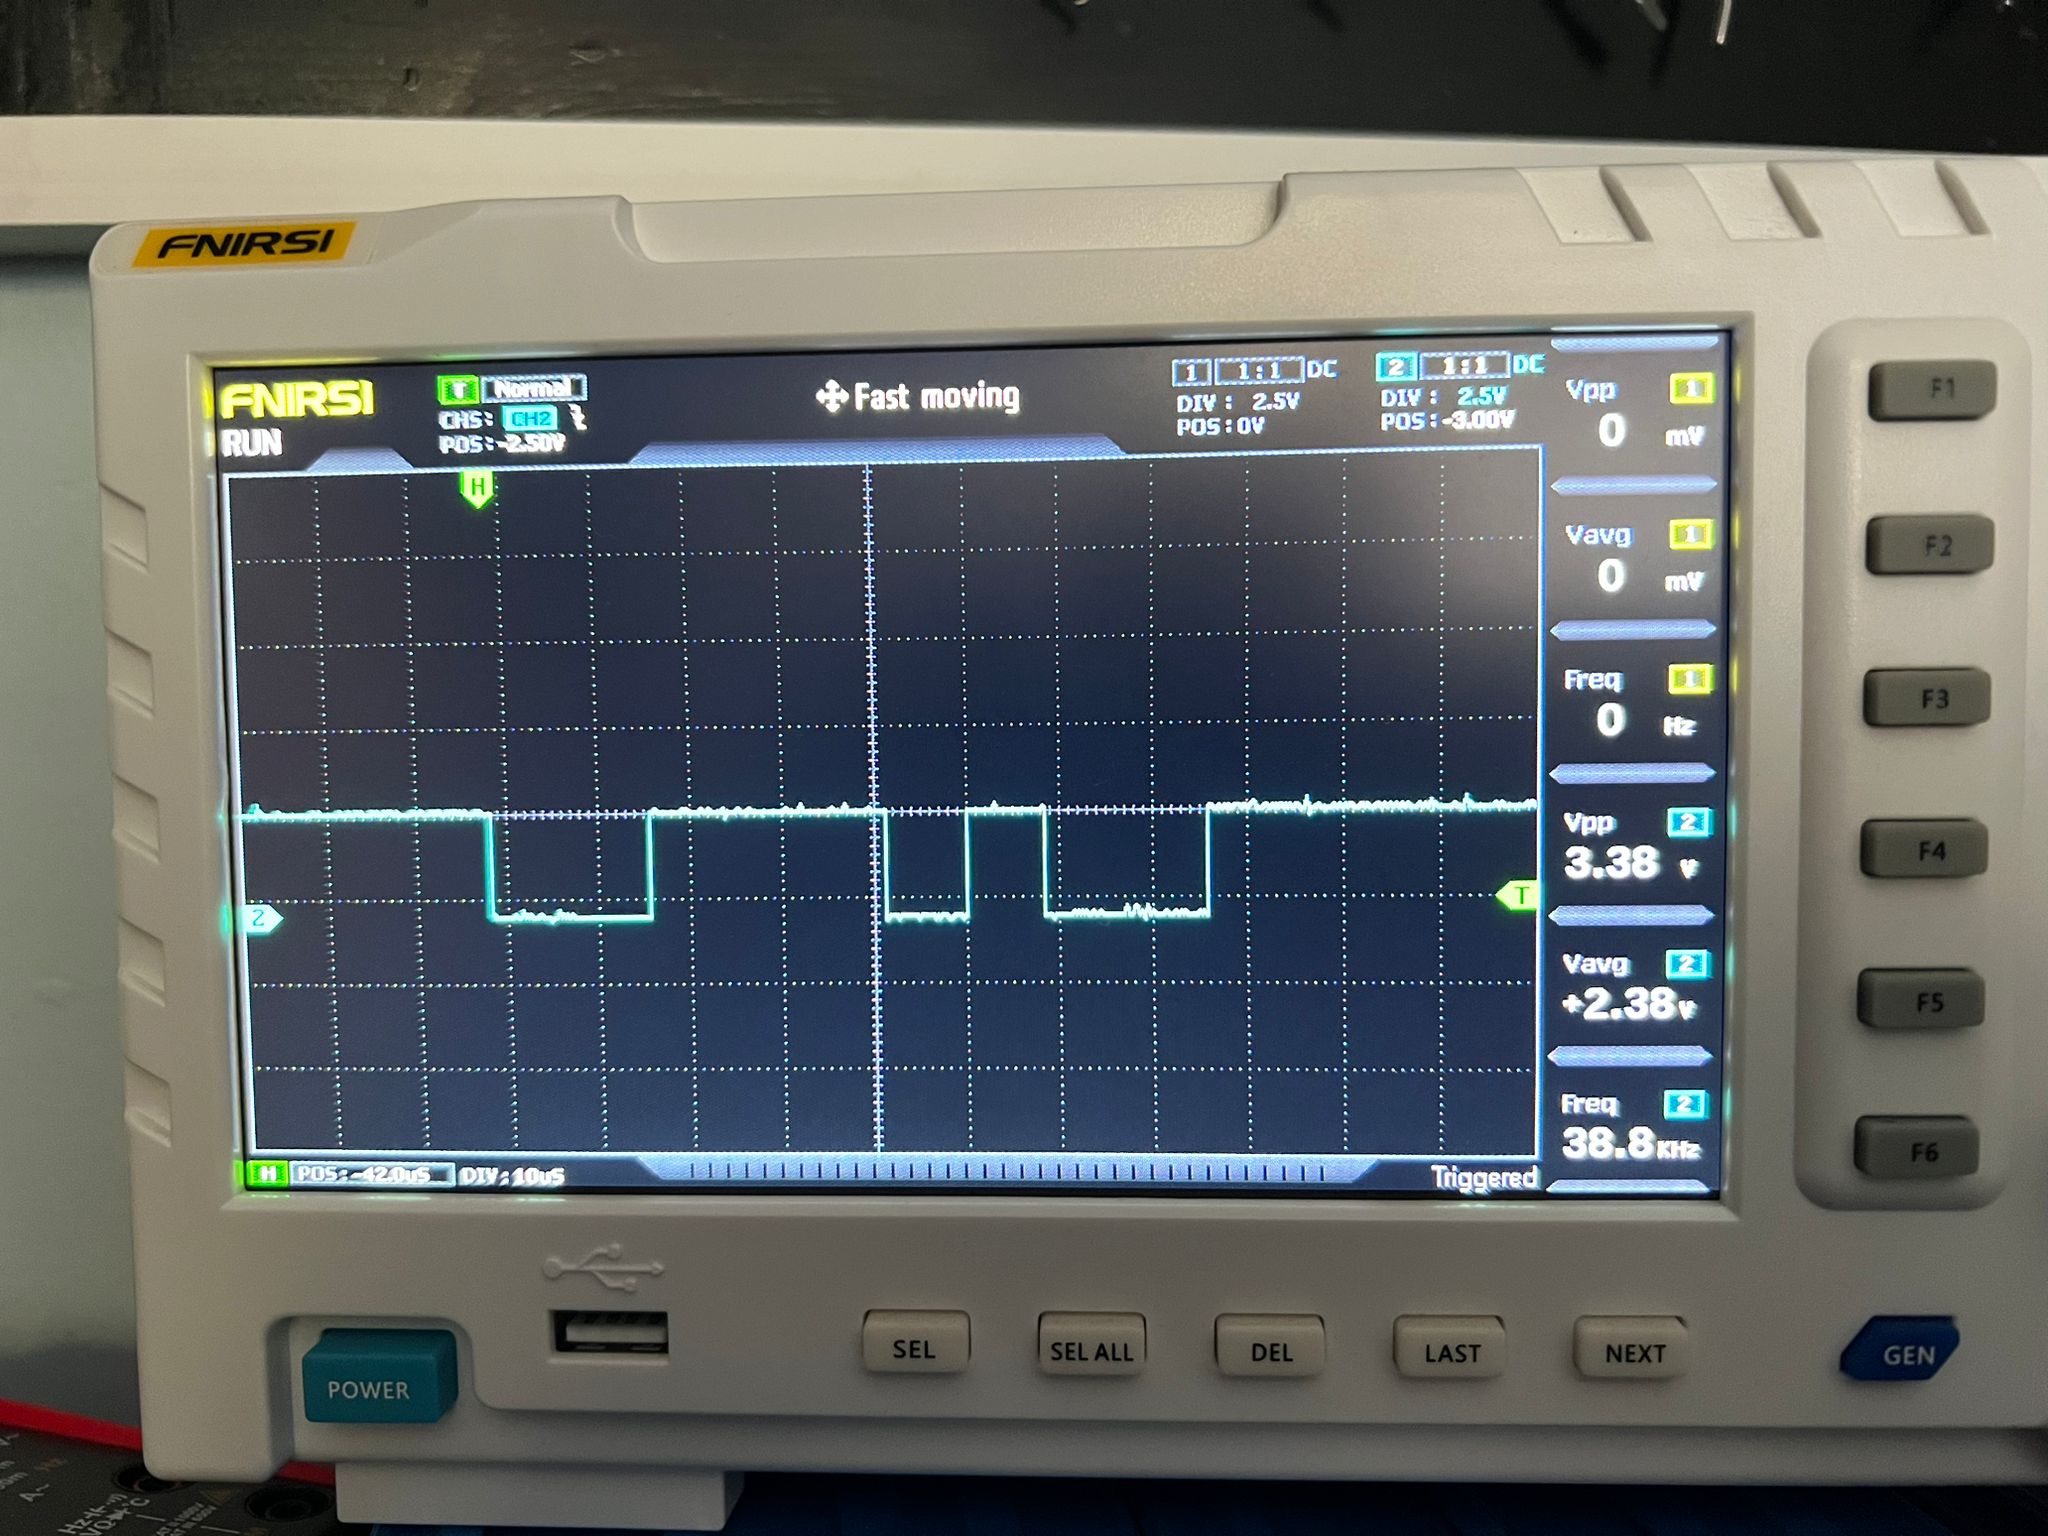 FNIRSI
FNIRSI
RUN
T Normal
CHS: CH2
POS:-2.50V
Fast moving
1 1:1 DC
DIV: 2.5V
POS:0V
2 1:1 DC
DIV: 2.5V
POS:-3.00V
H
2
T
Vpp 1
0 mV
Vavg 1
0 mV
Freq 1
0 Hz
Vpp 2
3.38 V
Vavg 2
+2.38V
Freq 2
38.8KHz
H POS:-42.0uS DIV:10uS
Triggered
F1
F2
F3
F4
F5
F6
POWER
SEL
SEL ALL
DEL
LAST
NEXT
GEN